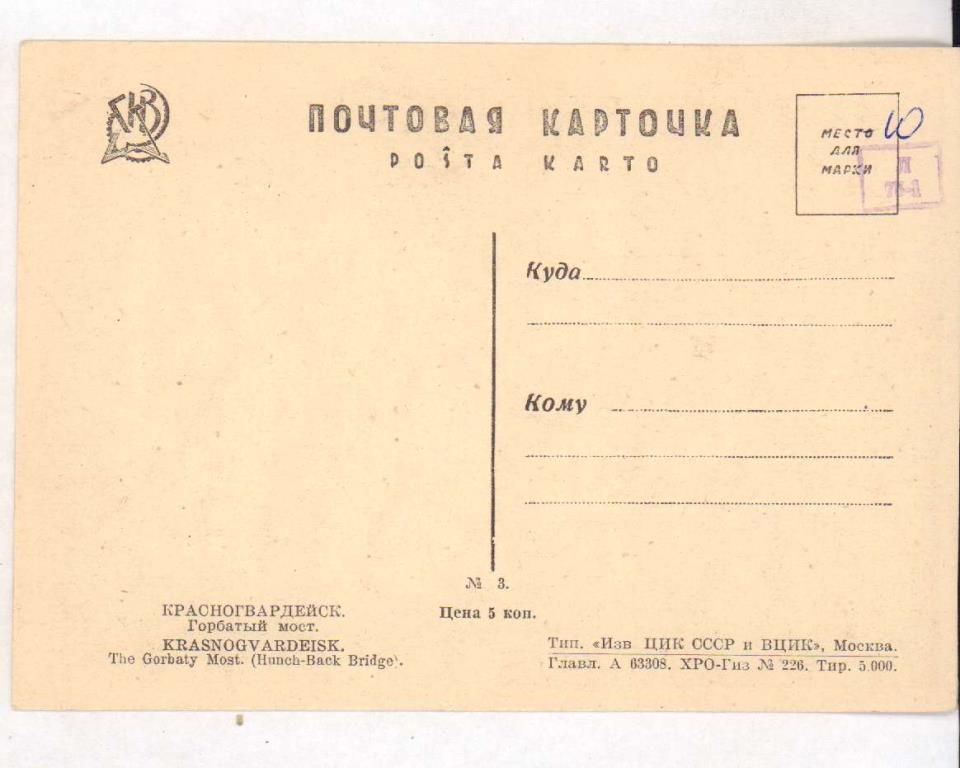 ПОЧТОВАЯ КАРТОЧКА
POŜTA KARTO
МЕСТО
ДЛЯ
МАРКИ
10
Л
Куда
Кому
№ 3.
Цена 5 коп.
КРАСНОГВАРДЕЙСК.
Горбатый мост.
KRASNOGVARDEISK.
The Gorbaty Most. (Hunch-Back Bridge).
Тип. «Изв ЦИК СССР и ВЦИК», Москва.
Главл. А 63308. ХРО-Гиз № 226. Тир. 5.000.